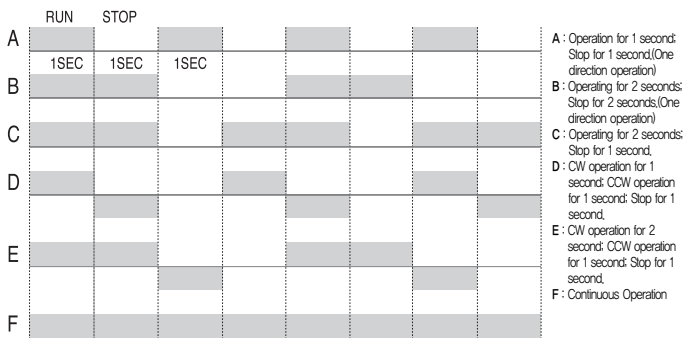 RUN STOP
A
1SEC 1SEC 1SEC
B
C
D
E
F
A : Operation for 1 second;
Stop for 1 second.(One
direction operation)
B : Operating for 2 seconds;
Stop for 2 seconds.(One
direction operation)
C : Operating for 2 seconds;
Stop for 1 second.
D : CW operation for 1
second; CCW operation
for 1 second; Stop for 1
second.
E : CW operation for 2
second; CCW operation
for 1 second; Stop for 1
second.
F : Continuous Operation